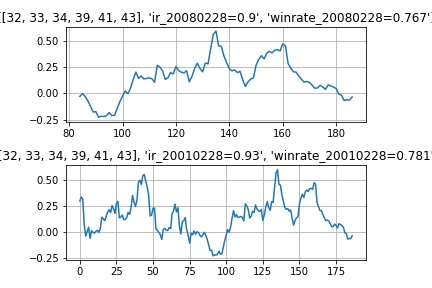 [32, 33, 34, 39, 41, 43], 'ir_20080228=0.9', 'winrate_20080228=0.767']
0.50
0.25
0.00
−0.25
80 100 120 140 160 180
[32, 33, 34, 39, 41, 43], 'ir_20010228=0.93', 'winrate_20010228=0.781'
0.50
0.25
0.00
−0.25
0 25 50 75 100 125 150 175